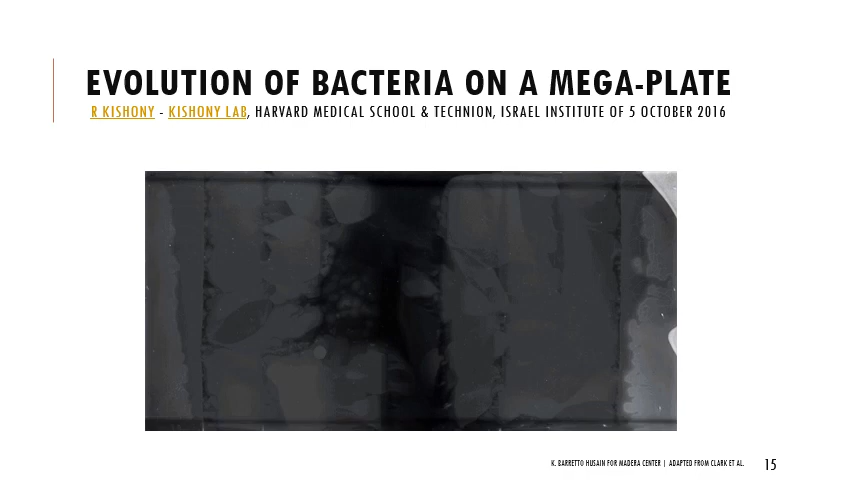 EVOLUTION OF BACTERIA ON A MEGA-PLATE
R KISHONY - KISHONY LAB, HARVARD MEDICAL SCHOOL & TECHNION, ISRAEL INSTITUTE OF 5 OCTOBER 2016
K. BARRETTO HUSAIN FOR MADERA CENTER | ADAPTED FROM CLARK ET AL.
15